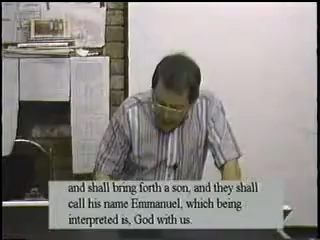 and shall bring forth a son, and they shall
call his name Emmanuel, which being
interpreted is, God with us.